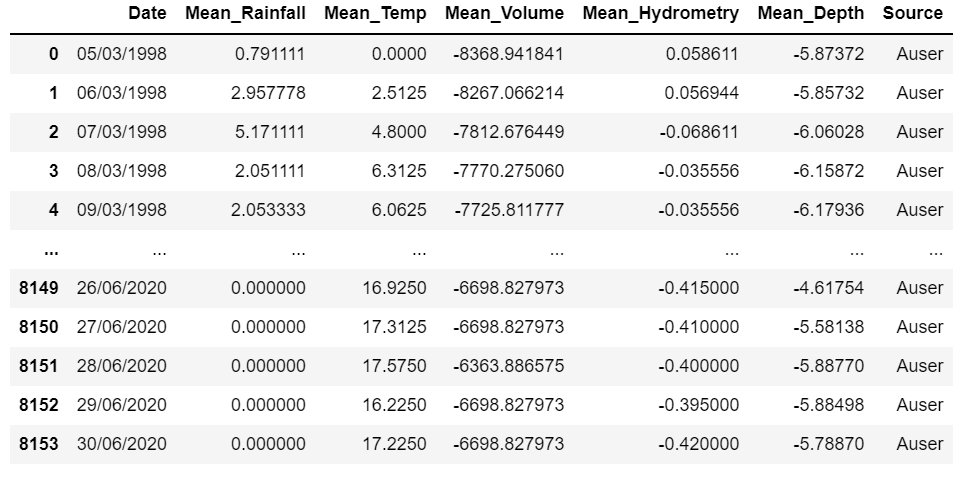 Date Mean_Rainfall Mean_Temp Mean_Volume Mean_Hydrometry Mean_Depth Source
0 05/03/1998 0.791111 0.0000 -8368.941841 0.058611 -5.87372 Auser
1 06/03/1998 2.957778 2.5125 -8267.066214 0.056944 -5.85732 Auser
2 07/03/1998 5.171111 4.8000 -7812.676449 -0.068611 -6.06028 Auser
3 08/03/1998 2.051111 6.3125 -7770.275060 -0.035556 -6.15872 Auser
4 09/03/1998 2.053333 6.0625 -7725.811777 -0.035556 -6.17936 Auser
... ... ... ... ... ... ... ...
8149 26/06/2020 0.000000 16.9250 -6698.827973 -0.415000 -4.61754 Auser
8150 27/06/2020 0.000000 17.3125 -6698.827973 -0.410000 -5.58138 Auser
8151 28/06/2020 0.000000 17.5750 -6363.886575 -0.400000 -5.88770 Auser
8152 29/06/2020 0.000000 16.2250 -6698.827973 -0.395000 -5.88498 Auser
8153 30/06/2020 0.000000 17.2250 -6698.827973 -0.420000 -5.78870 Auser